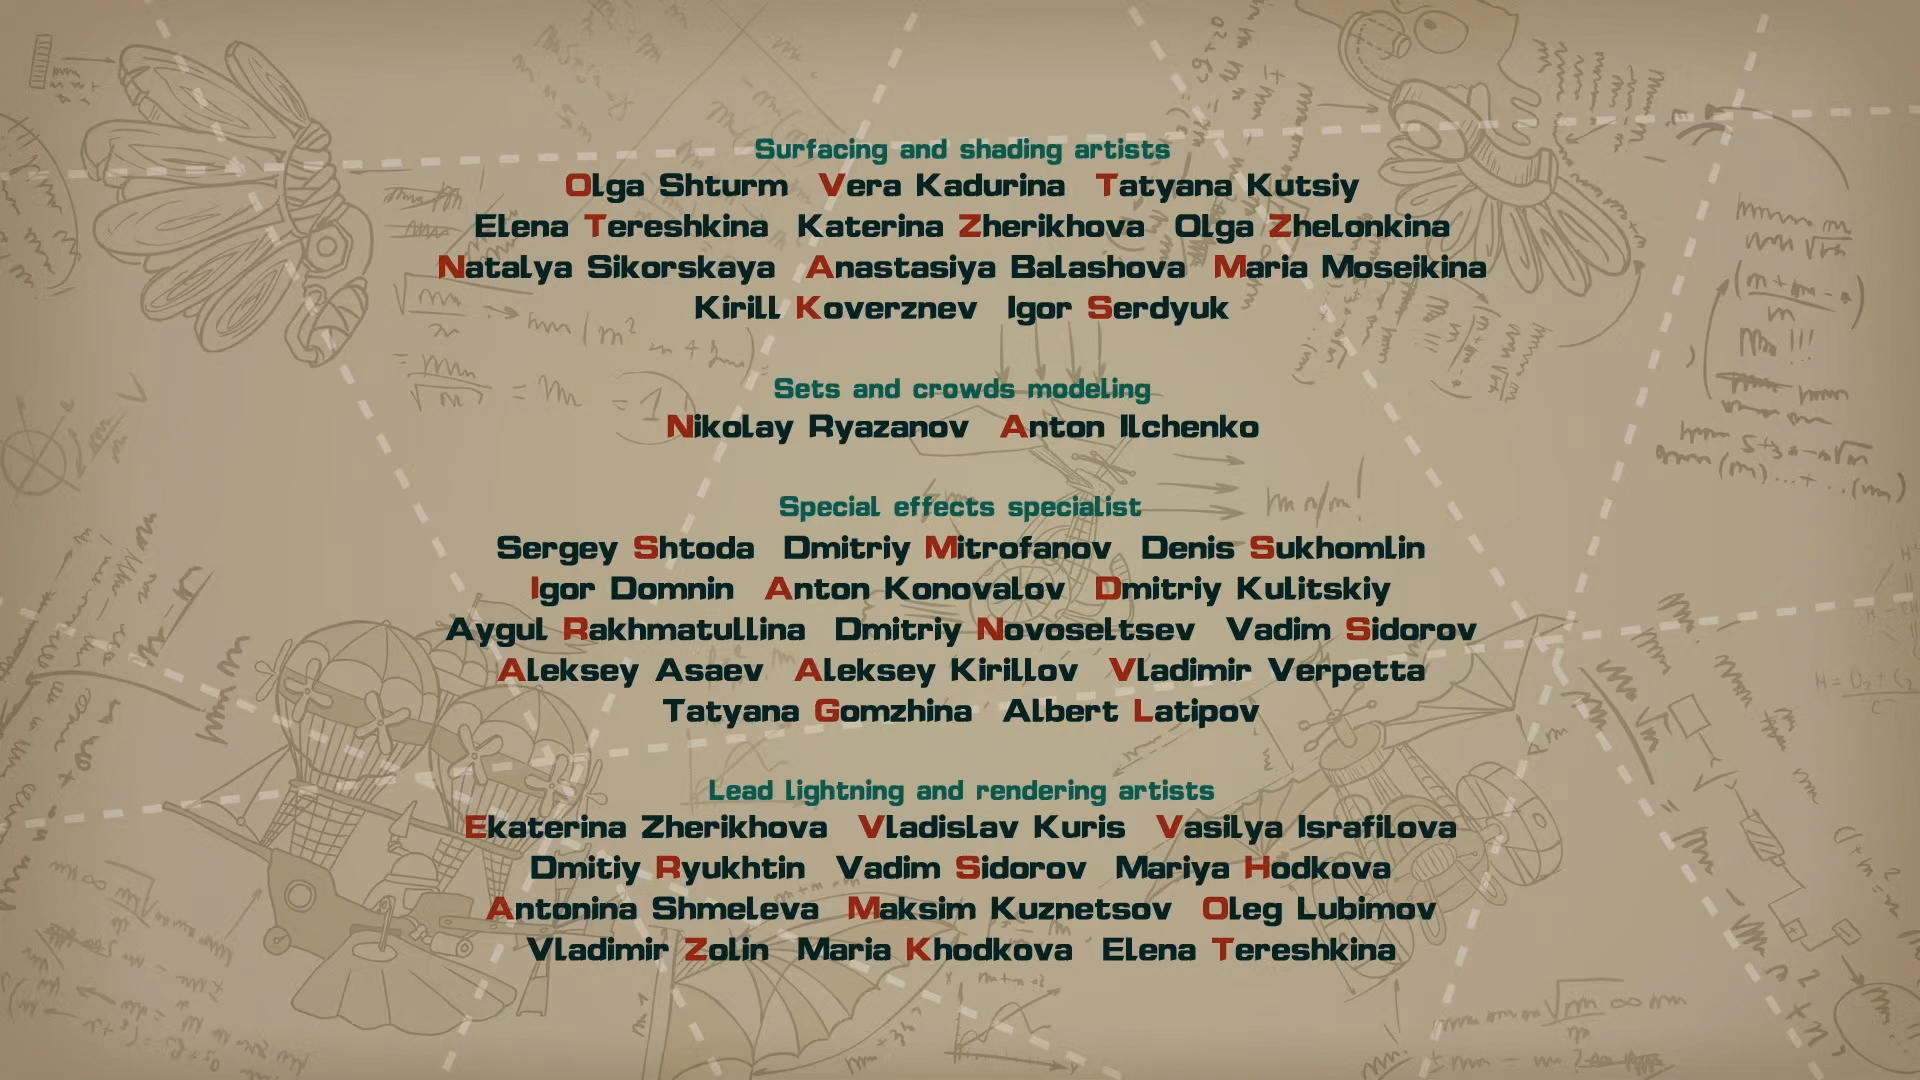 Surfacing and shading artists
Olga Shturm Vera Kadurina Tatyana Kutsiy
Elena Tereshkina Katerina Zherikhova Olga Zhelonkina
Natalya Sikorskaya Anastasiya Balashova Maria Moseikina
Kirill Koverznev Igor Serdyuk
Sets and crowds modeling
Nikolay Ryazanov Anton Ilchenko
Special effects specialist
Sergey Shtoda Dmitriy Mitrofanov Denis Sukhomlin
Igor Domnin Anton Konovalov Dmitriy Kulitskiy
Aygul Rakhmatullina Dmitriy Novoseltsev Vadim Sidorov
Aleksey Asaev Aleksey Kirillov Vladimir Verpetta
Tatyana Gomzhina Albert Latipov
Lead lightning and rendering artists
Ekaterina Zherikhova Vladislav Kuris Vasilya Israfilova
Dmitiy Ryukhtin Vadim Sidorov Mariya Hodkova
Antonina Shmeleva Maksim Kuznetsov Oleg Lubimov
Vladimir Zolin Maria Khodkova Elena Tereshkina